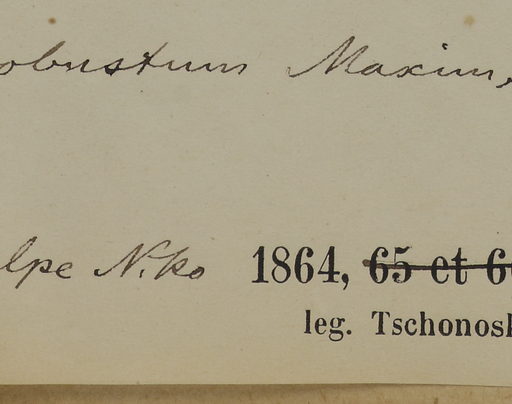 obustum Maxim.
lpe Niko 1864, 65 et 6
leg. Tschonosk